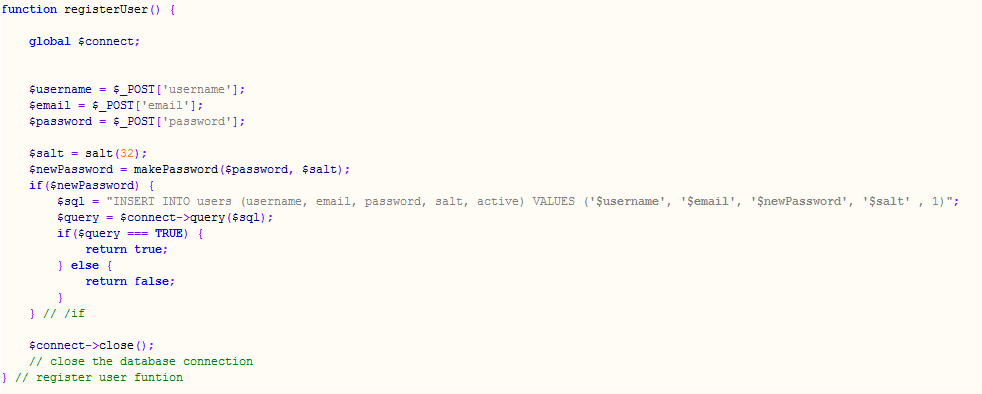 function registerUser() {
global $connect;
$username = $_POST['username'];
$email = $_POST['email'];
$password = $_POST['password'];
$salt = salt(32);
$newPassword = makePassword($password, $salt);
if($newPassword) {
$sql = "INSERT INTO users (username, email, password, salt, active) VALUES ('$username', '$email', '$newPassword', '$salt' , 1)";
$query = $connect->query($sql);
if($query === TRUE) {
return true;
} else {
return false;
}
} // /if
$connect->close();
// close the database connection
} // register user funtion